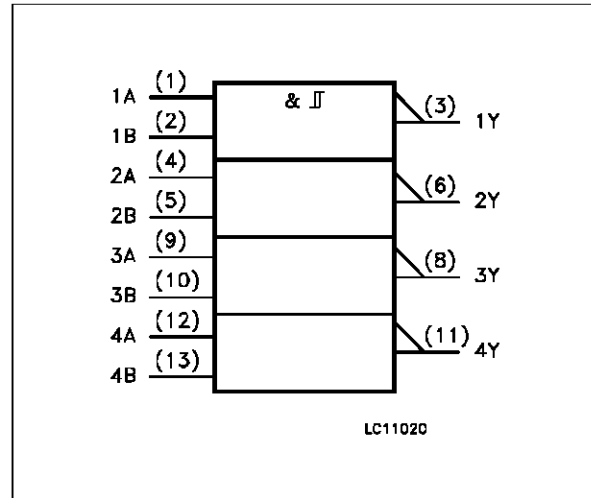 1A (1) & (3) 1Y
1B (2)
2A (4) (6) 2Y
2B (5)
3A (9) (8) 3Y
3B (10)
4A (12) (11) 4Y
4B (13)
LC11020